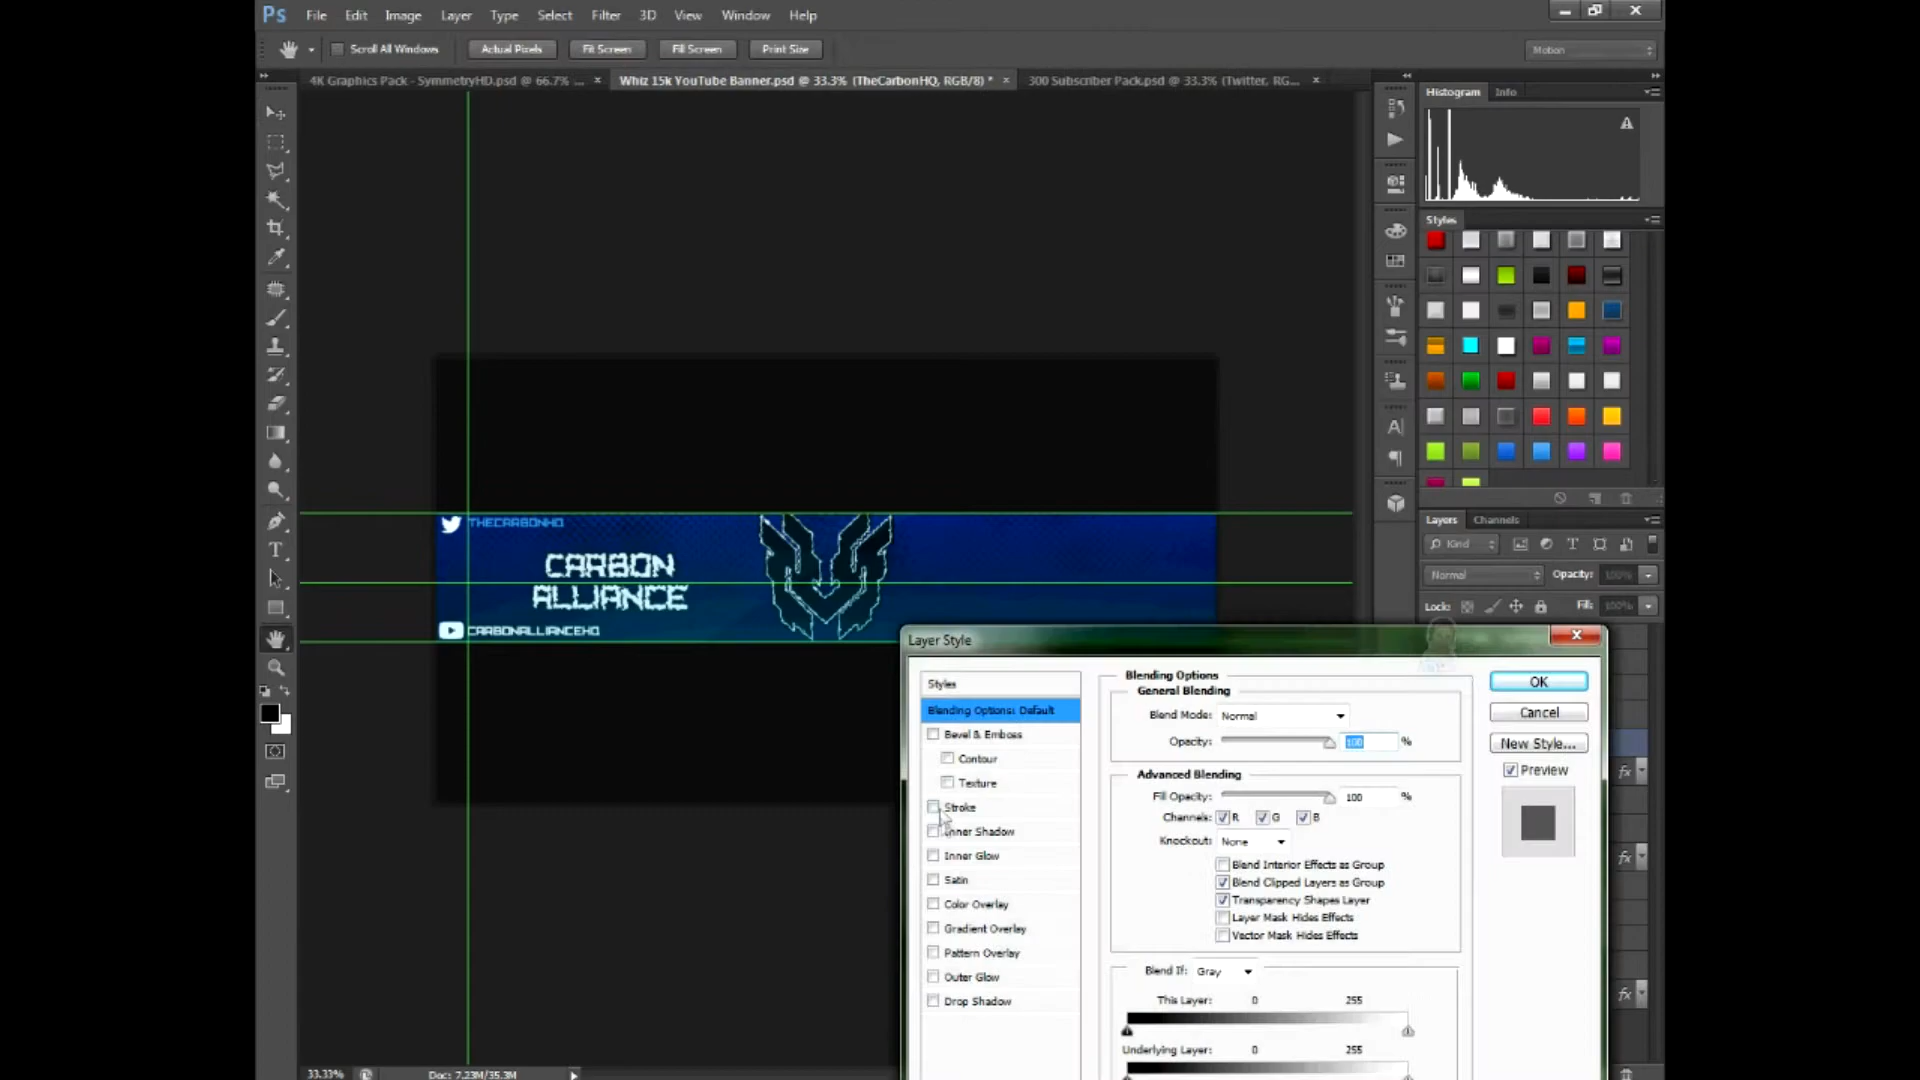 Ps File Edit Image Layer Type Select Filter 3D View Window Help
Scroll All Windows Actual Pixels Fit Screen Fill Screen Print Size Motion
4K Graphics Pack - SymmetryHD.psd @ 66.7% ... × Whiz 15k YouTube Banner.psd @ 33.3% (TheCarbonHQ, RGB/8) * × 300 Subscriber Pack.psd @ 33.3% (Twitter, RG... ×
Histogram Info
Styles
Layers Channels
Kind
Normal Opacity: 100%
Lock: Fill: 100%
THECARBONHQ
CARBON
ALLIANCE
CARBONALLIANCEHQ
Layer Style
Styles
Blending Options: Default
Bevel & Emboss
Contour
Texture
Stroke
Inner Shadow
Inner Glow
Satin
Color Overlay
Gradient Overlay
Pattern Overlay
Outer Glow
Drop Shadow
Blending Options
General Blending
Blend Mode: Normal
Opacity: 100 %
Advanced Blending
Fill Opacity: 100 %
Channels: R G B
Knockout: None
Blend Interior Effects as Group
Blend Clipped Layers as Group
Transparency Shapes Layer
Layer Mask Hides Effects
Vector Mask Hides Effects
Blend If: Gray
This Layer: 0 255
Underlying Layer: 0 255
OK
Cancel
New Style...
Preview
fx
fx
fx
33.33% Doc: 7.23M/35.3M